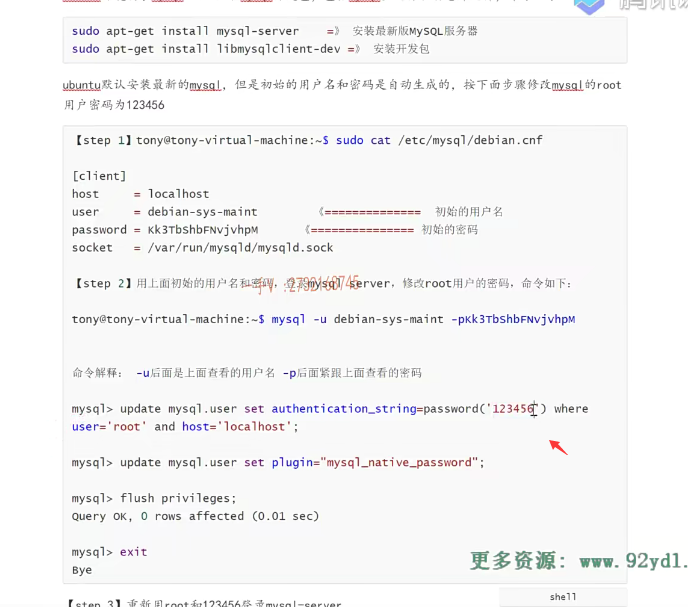 sudo apt-get install mysql-server    =》 安装最新版MySQL服务器
sudo apt-get install libmysqlclient-dev =》 安装开发包
ubuntu默认安装最新的mysql，但是初始的用户名和密码是自动生成的，按下面步骤修改mysql的root
用户密码为123456
【step 1】tony@tony-virtual-machine:~$ sudo cat /etc/mysql/debian.cnf
[client]
host     = localhost
user     = debian-sys-maint        《============== 初始的用户名
password = Kk3TbShbFNvjvhpM      《=============== 初始的密码
socket   = /var/run/mysqld/mysqld.sock
【step 2】用上面初始的用户名和密码，登录mysql server，修改root用户的密码，命令如下：
tony@tony-virtual-machine:~$ mysql -u debian-sys-maint -pKk3TbShbFNvjvhpM
命令解释： -u后面是上面查看的用户名 -p后面紧跟上面查看的密码
mysql> update mysql.user set authentication_string=password('123456') where
user='root' and host='localhost';
mysql> update mysql.user set plugin="mysql_native_password";
mysql> flush privileges;
Query OK, 0 rows affected (0.01 sec)
mysql> exit
更多资源: www.92yd1.
Bye
shell
【step 3】重新用root和123456登录mysql-server